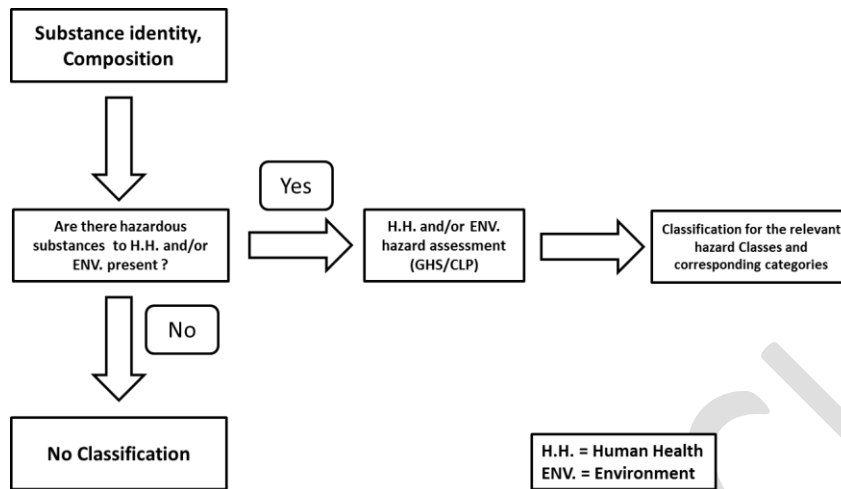 Substance identity,
Composition
Yes
Are there hazardous
substances to H.H. and/or
ENV. present ?
H.H. and/or ENV.
hazard assessment
(GHS/CLP)
Classification for the relevant
hazard Classes and
corresponding categories
No
No Classification
H.H. = Human Health
ENV. = Environment